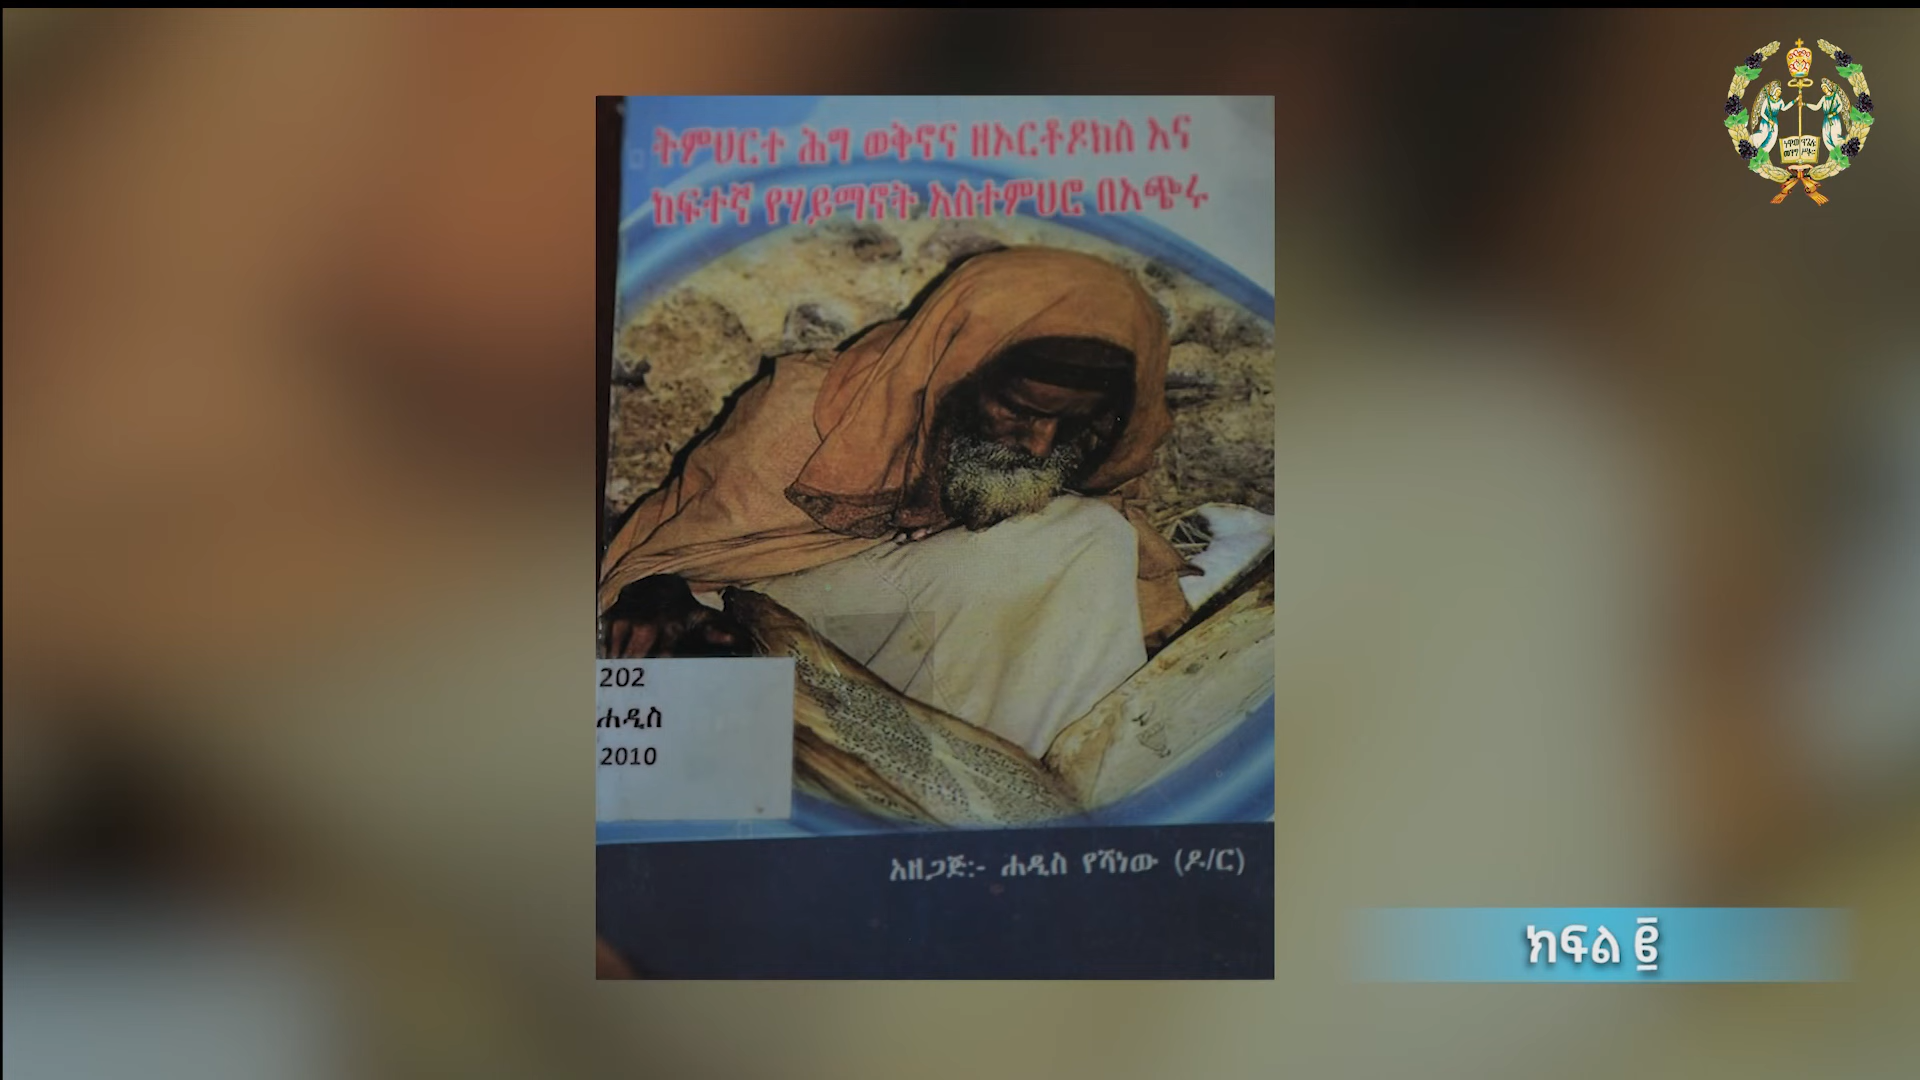 ትምህርተ ሕግ ወቅኖና ዘኦርቶዶክስ እና
ከፍተኛ የሃይማኖት አስተምህሮ በአጭሩ
202
ሐዲስ
2010
አዘጋጅ:- ሐዲስ የሻነው (ዶ/ር)
ክፍል ፪